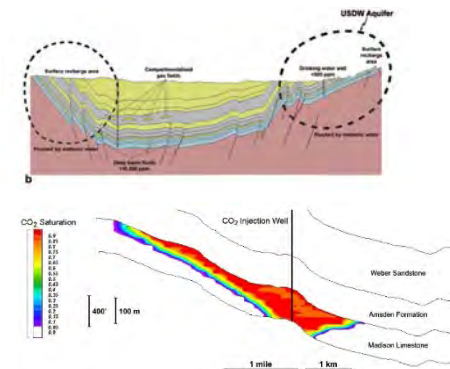 USDW Aquifer
Surface
recharge
area
Surface recharge area
Compartmentalized
gas fields
Drinking water well
<500 ppm
Flushed by meteoric water
Flushed by meteoric water
Deep basin fluids
>10,000 ppm
b
CO₂ Saturation
CO₂ Injection Well
Weber Sandstone
Amsden Formation
Madison Limestone
400'
100 m
1 mile
1 km